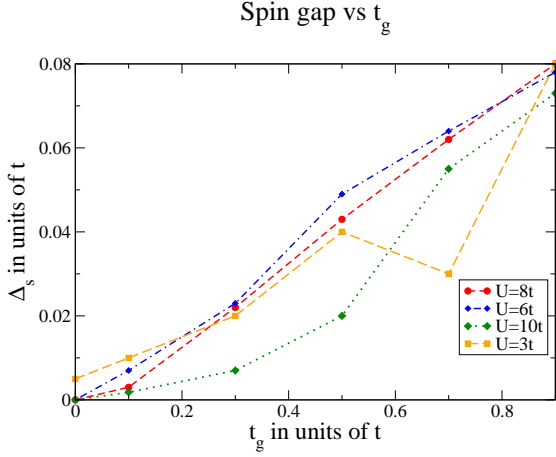 Spin gap vs t_g
0.08
0.06
0.04
0.02
0
Δ_s in units of t
0 0.2 0.4 0.6 0.8
t_g in units of t
U=8t
U=6t
U=10t
U=3t